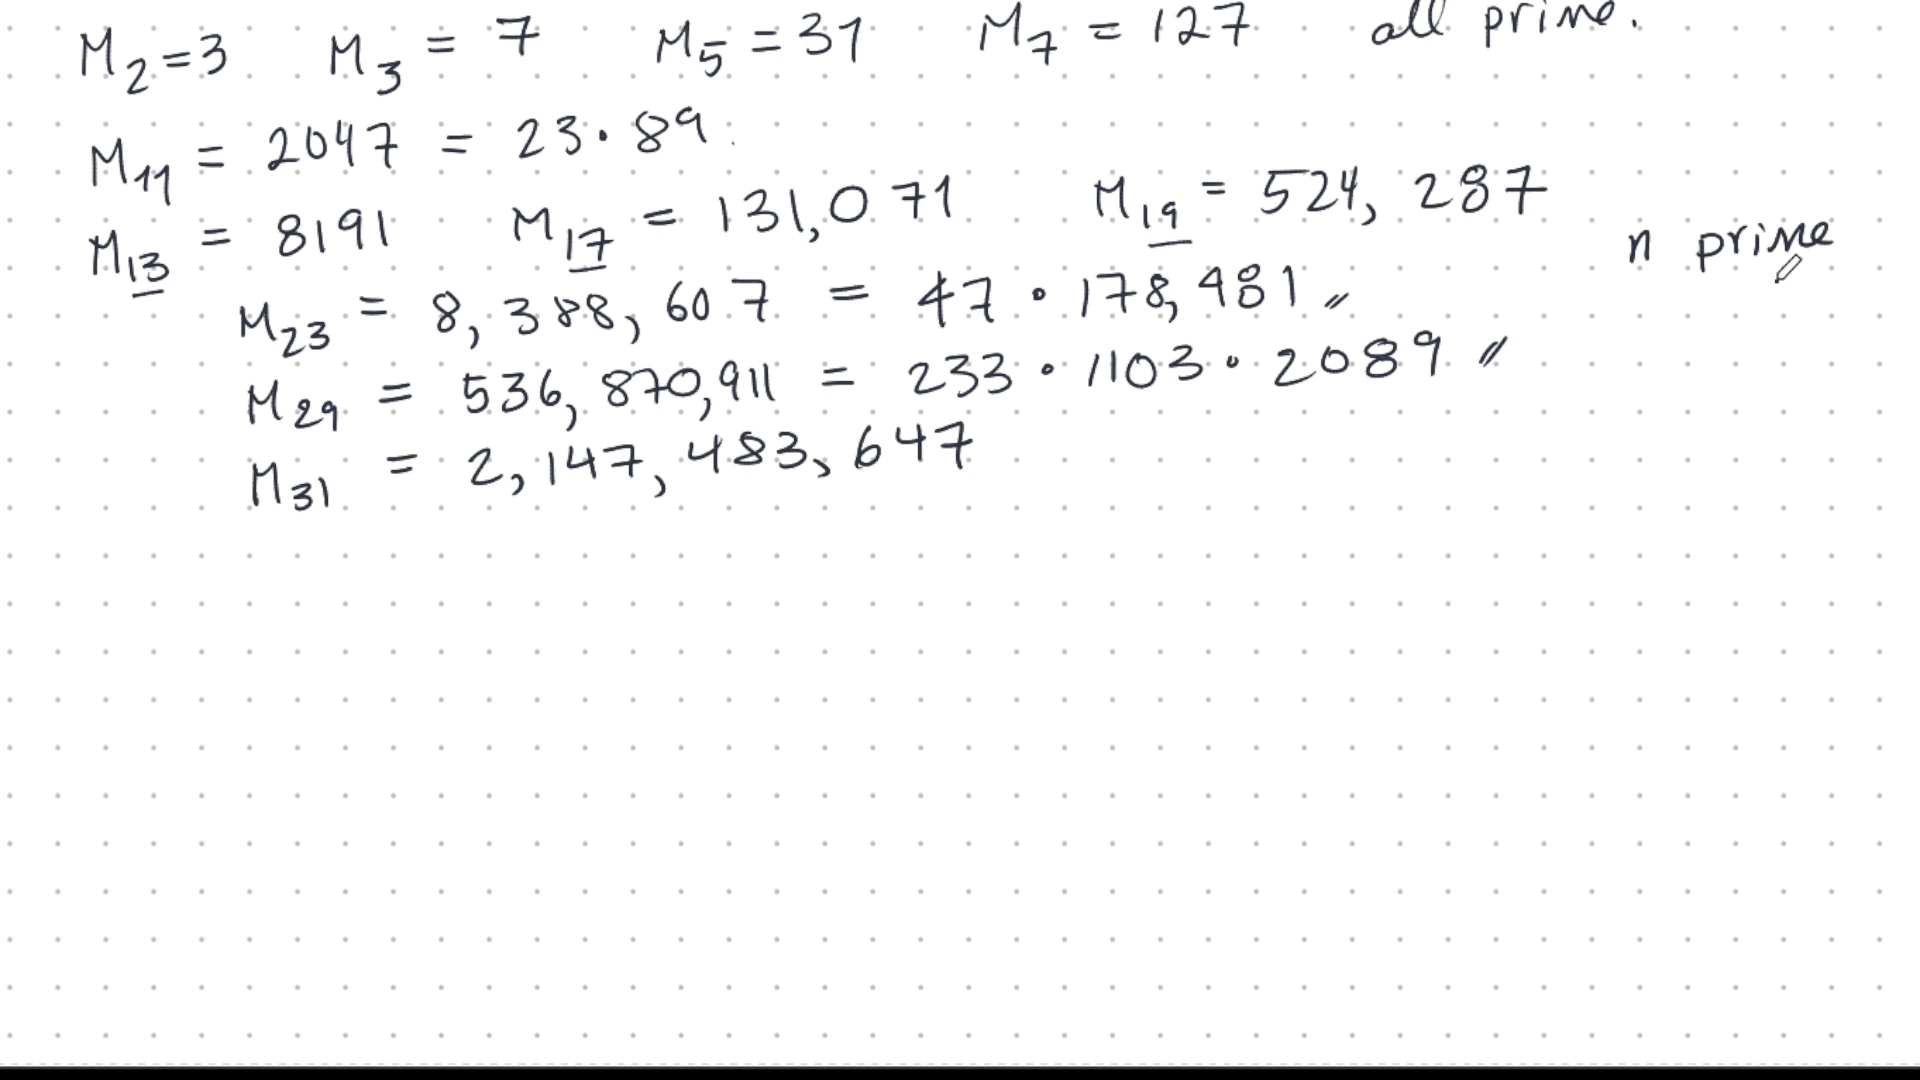 M₂=3 M₃ = 7 M₅ = 31 M₇ = 127 all prime.
M₁₁ = 2047 = 23·89
M₁₃ = 8191 M₁₇ = 131,071 M₁₉ = 524,287
n prime
M₂₃ = 8,388,607 = 47·178,481 〃
M₂₉ = 536,870,911 = 233·1103·2089 〃
M₃₁ = 2,147,483,647